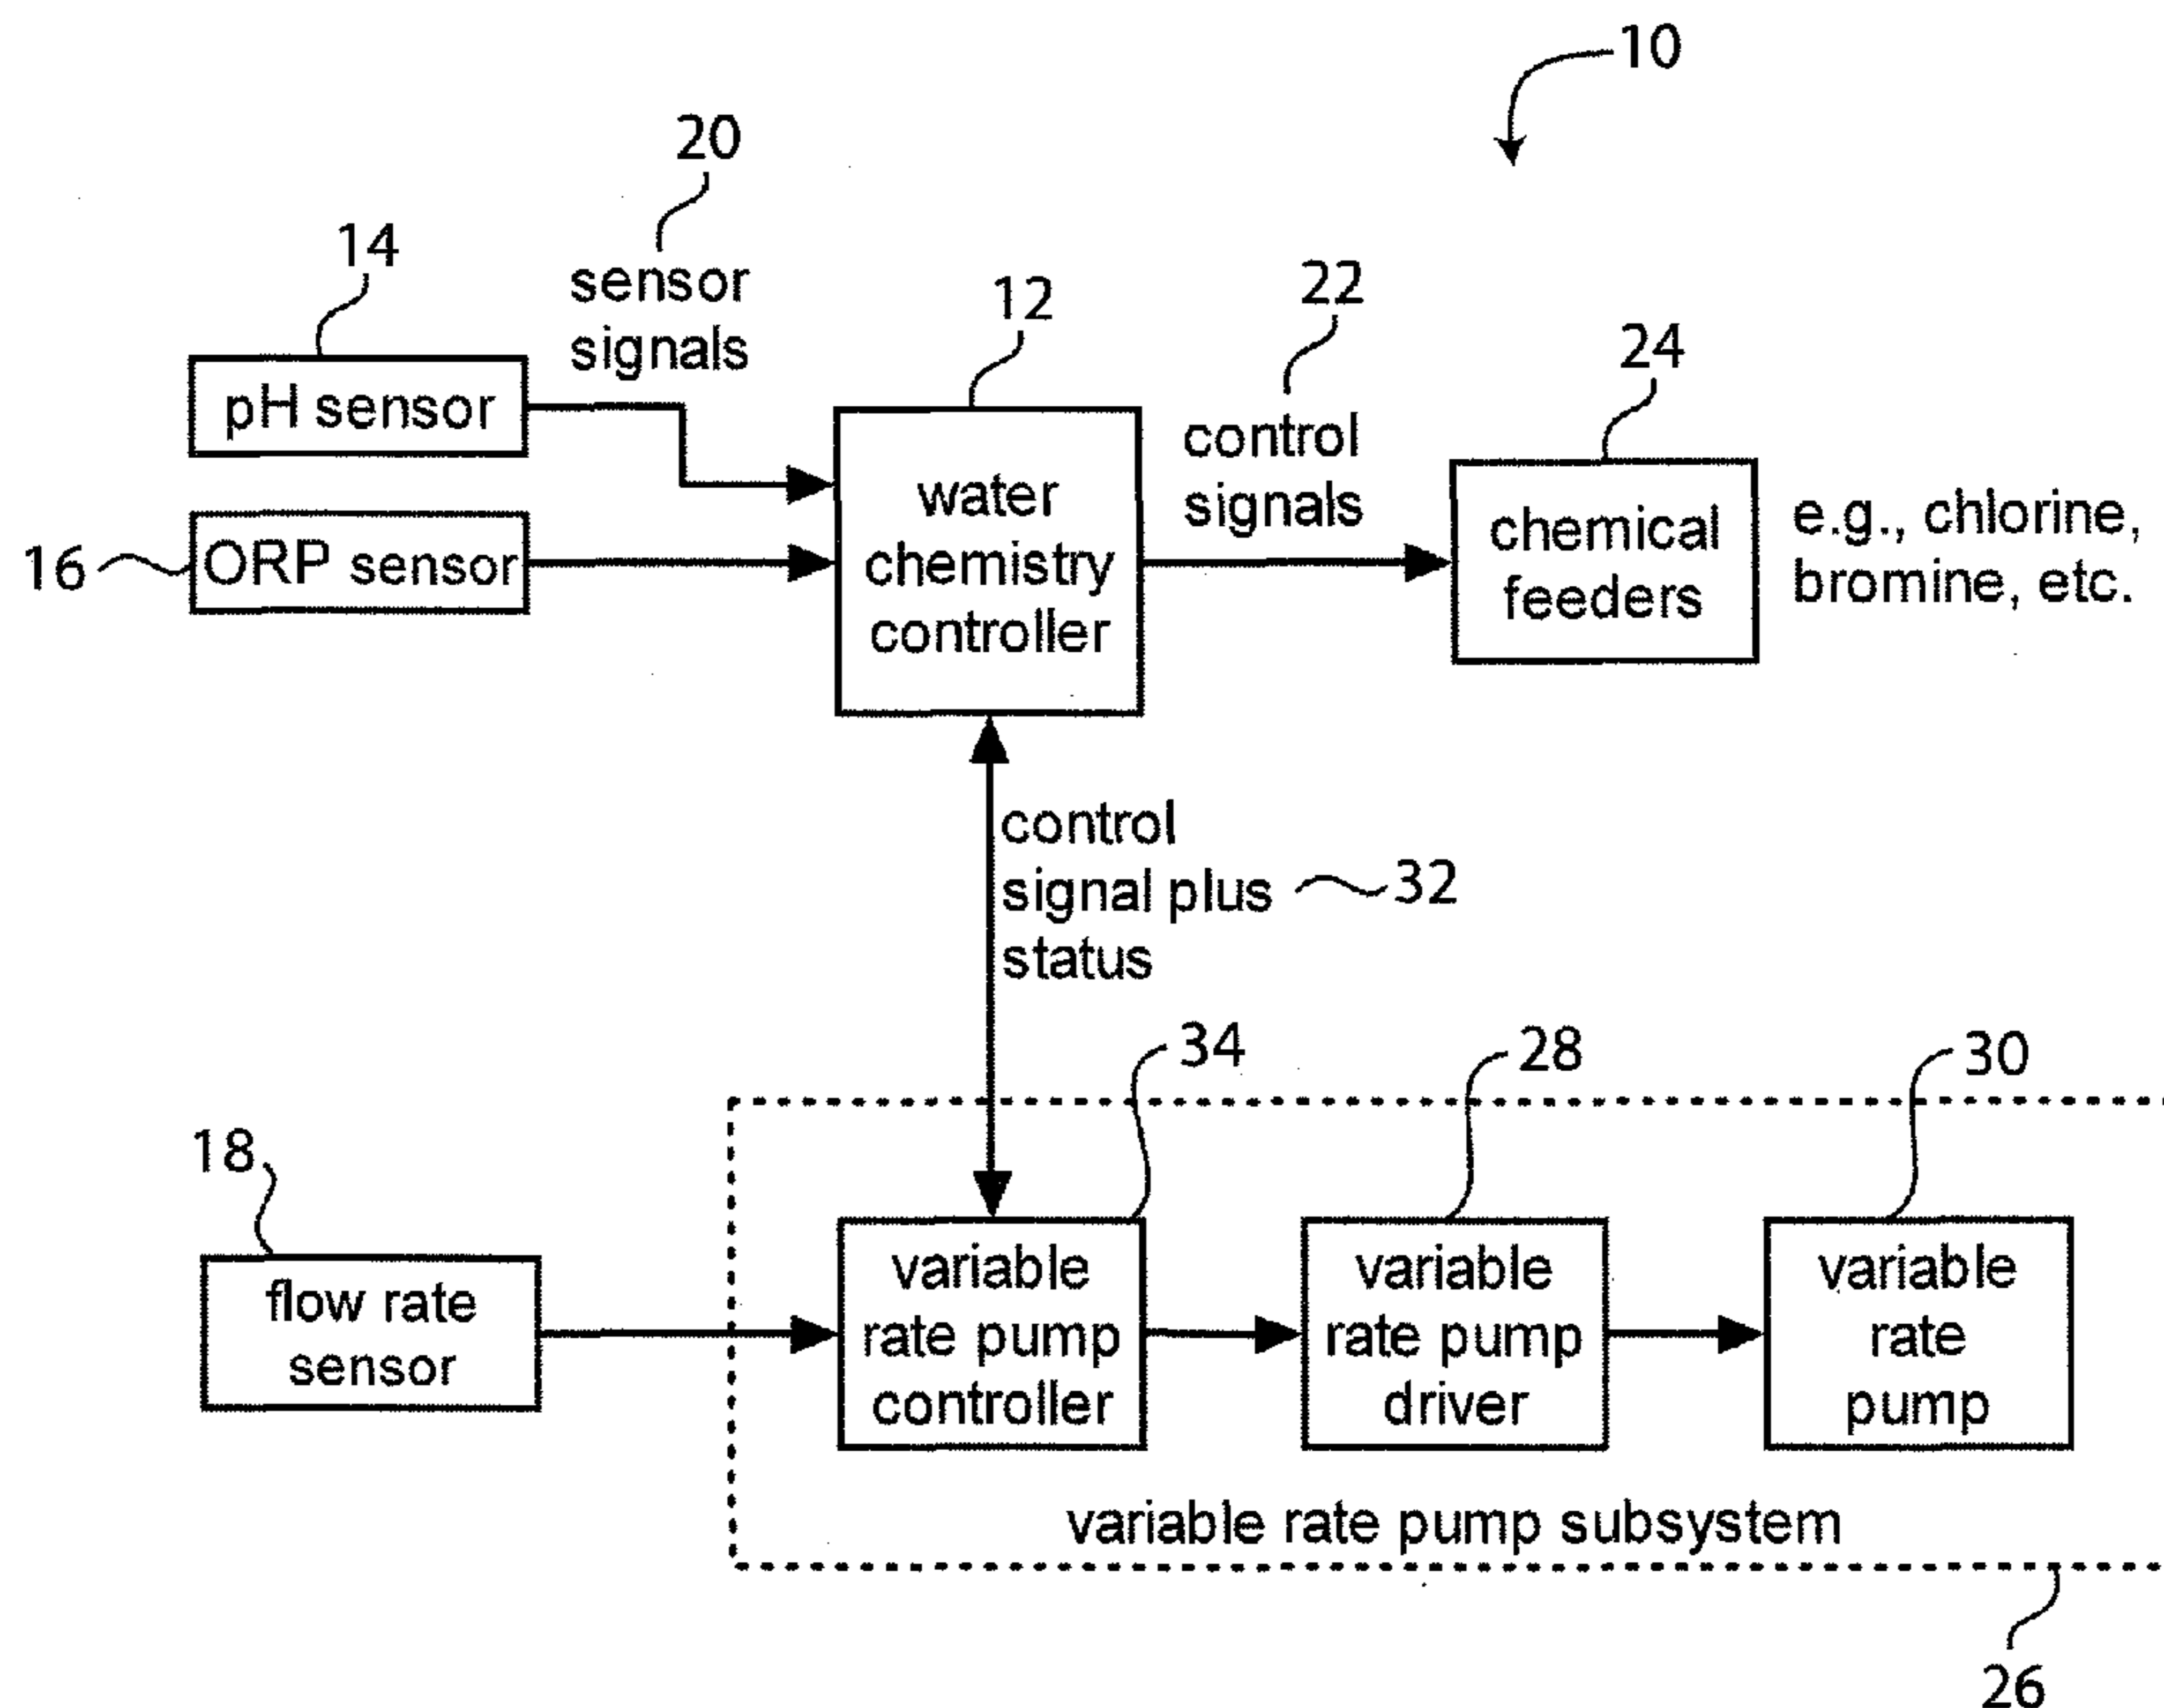 10
20
14
sensor
signals
12
22
24
pH sensor
control
signals
16
ORP sensor
water
chemistry
controller
chemical
feeders
e.g., chlorine,
bromine, etc.
control
signal plus
status
32
34
28
30
18
flow rate
sensor
variable
rate pump
controller
variable
rate pump
driver
variable
rate
pump
variable rate pump subsystem
26